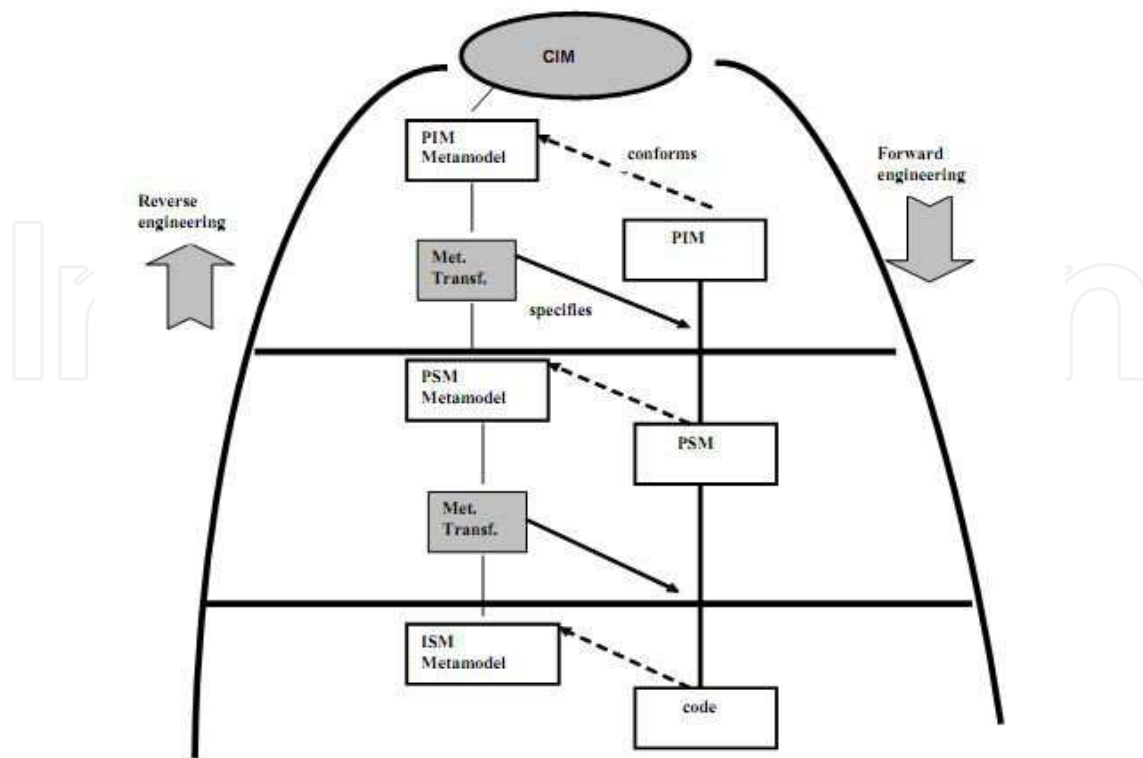 CIM
PIM
Metamodel
conforms
Forward
engineering
Reverse
engineering
PIM
Met.
Transf.
specifies
PSM
Metamodel
PSM
Met.
Transf.
ISM
Metamodel
code